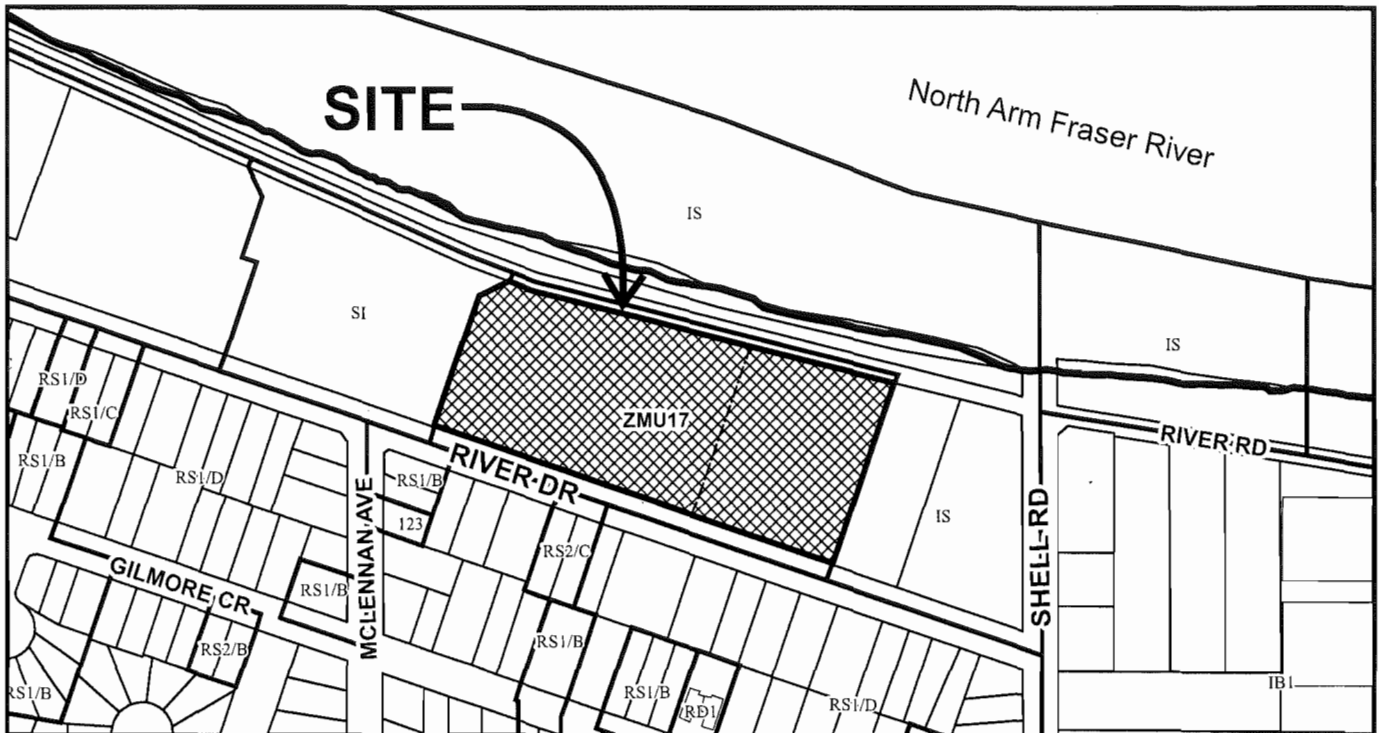 North Arm Fraser River
SITE
IS
SI
IS
RS1/D
RS1/C
ZMU17
RIVER RD
RS1/B
RS1/D
RIVER DR
RS1/B
MCLENNAN AVE
123
IS
SHELL RD
RS2/C
GILMORE CR
RS1/B
RS1/B
RS2/B
RS1/B
RS1/B
RD1
RS1/D
IB1